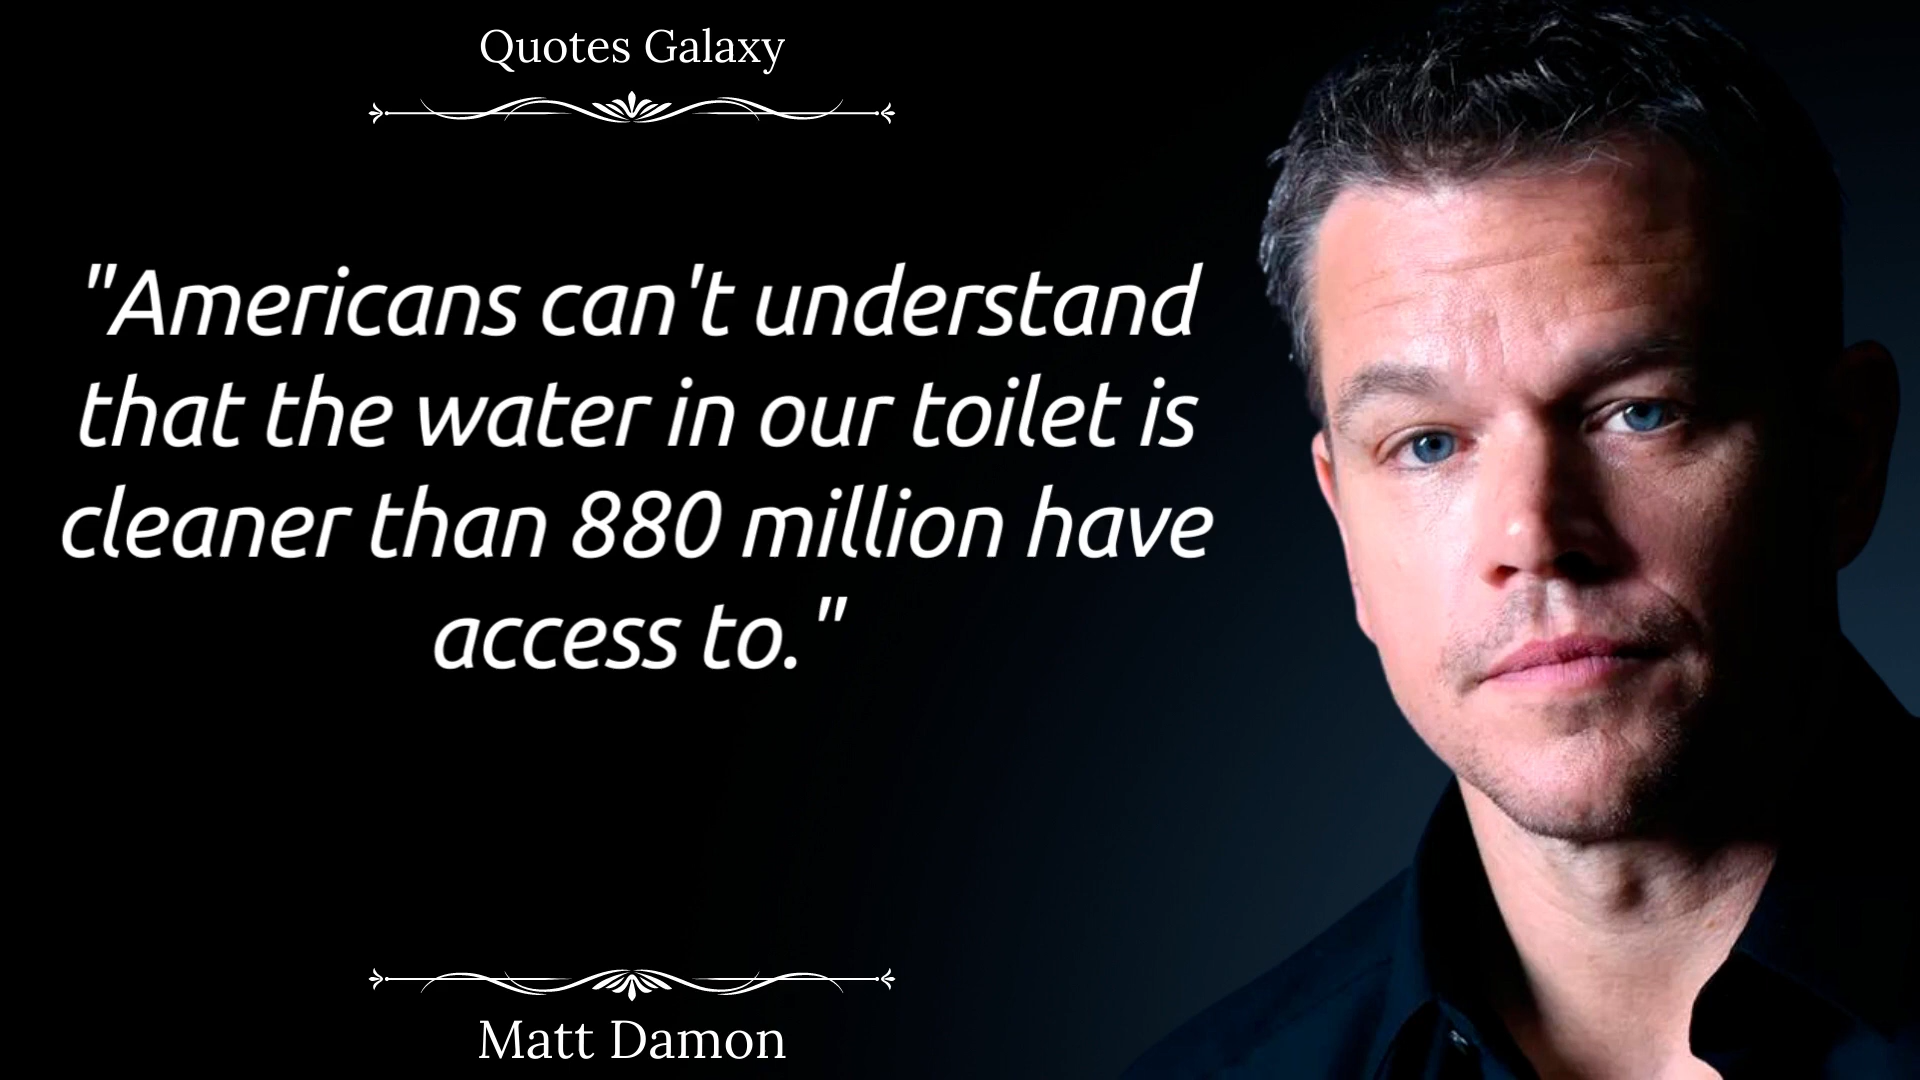 Quotes Galaxy
"Americans can't understand
that the water in our toilet is
cleaner than 880 million have
access to."
Matt Damon